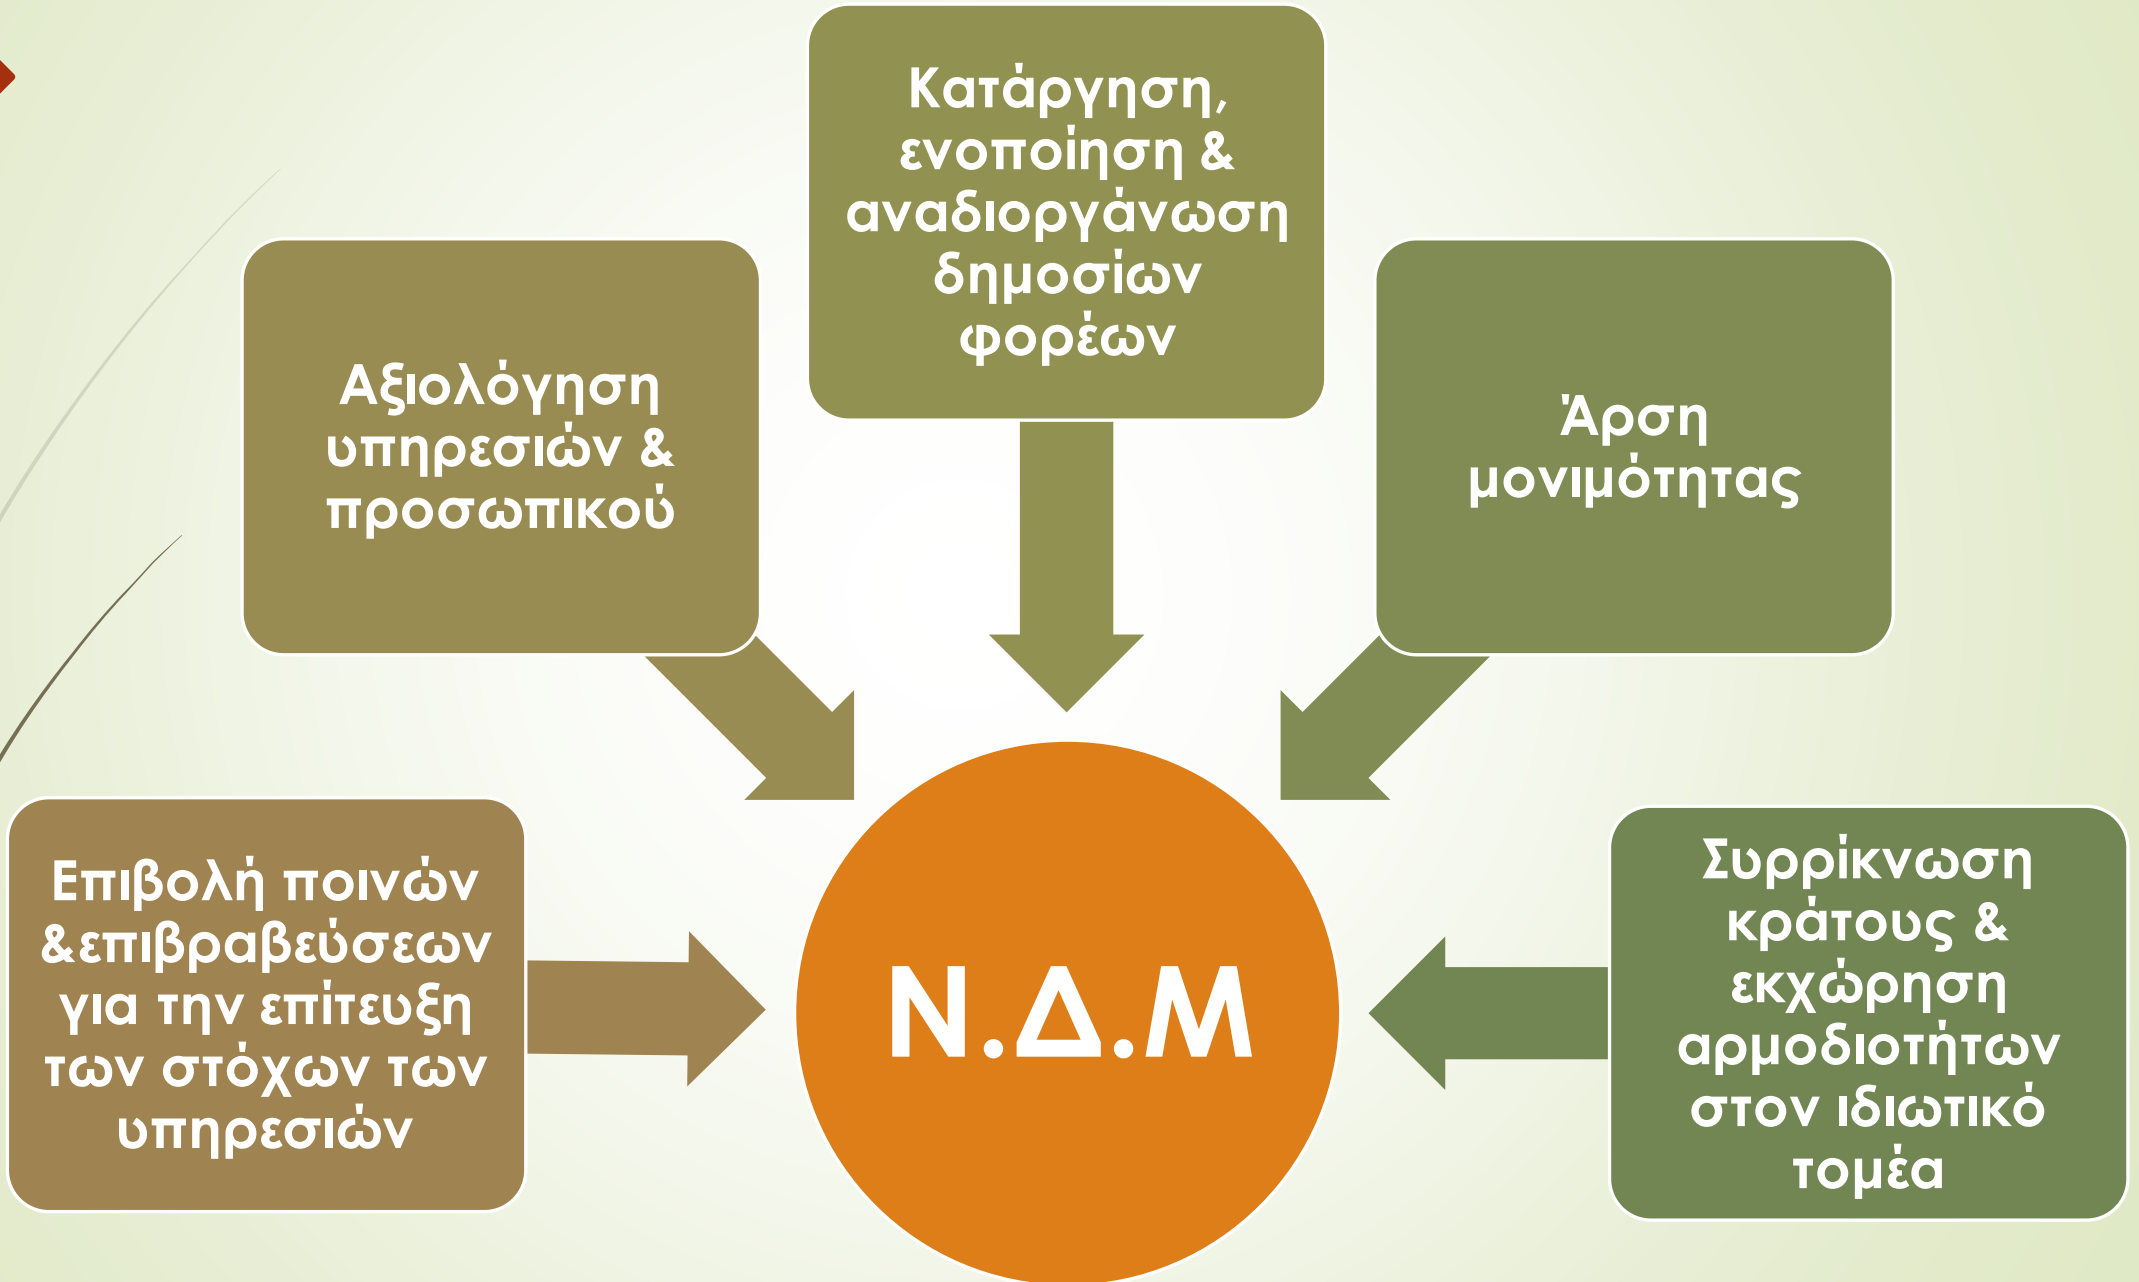 Κατάργηση,
ενοποίηση &
αναδιοργάνωση
δημοσίων
φορέων
Αξιολόγηση
υπηρεσιών &
προσωπικού
Άρση
μονιμότητας
Επιβολή ποινών
&επιβραβεύσεων
για την επίτευξη
των στόχων των
υπηρεσιών
Ν.Δ.Μ
Συρρίκνωση
κράτους &
εκχώρηση
αρμοδιοτήτων
στον ιδιωτικό
τομέα